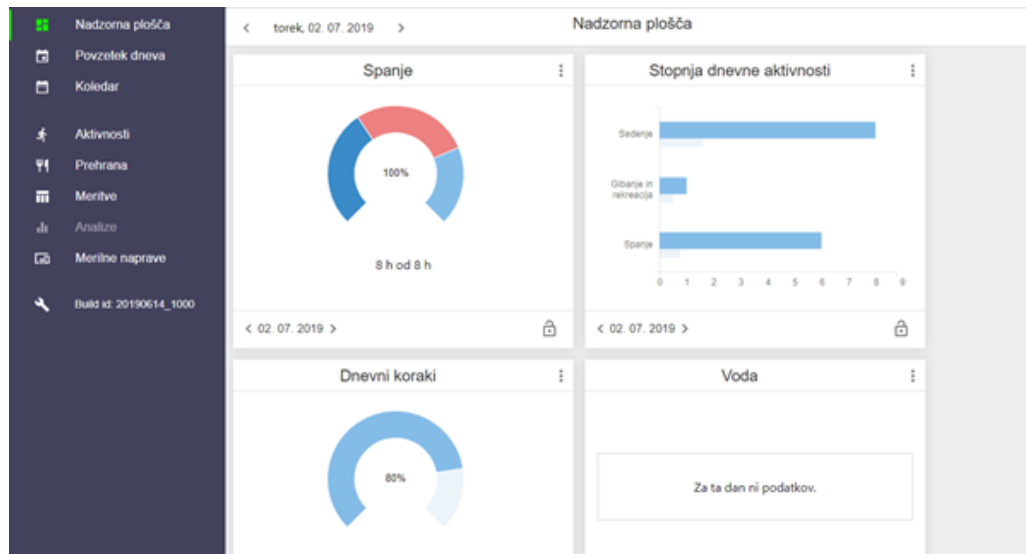 Nadzorna plošča
Povzetek dneva
Koledar
Aktivnosti
Prehrana
Meritve
Analize
Merilne naprave
Build id: 20190614_1000
< torek, 02. 07. 2019 >
Nadzorna plošča
Spanje
100%
8 h od 8 h
< 02. 07. 2019 >
Stopnja dnevne aktivnosti
Sedenje
Gibanje in
rekreacija
Spanje
0 1 2 3 4 5 6 7 8 9
< 02. 07. 2019 >
Dnevni koraki
80%
Voda
Za ta dan ni podatkov.